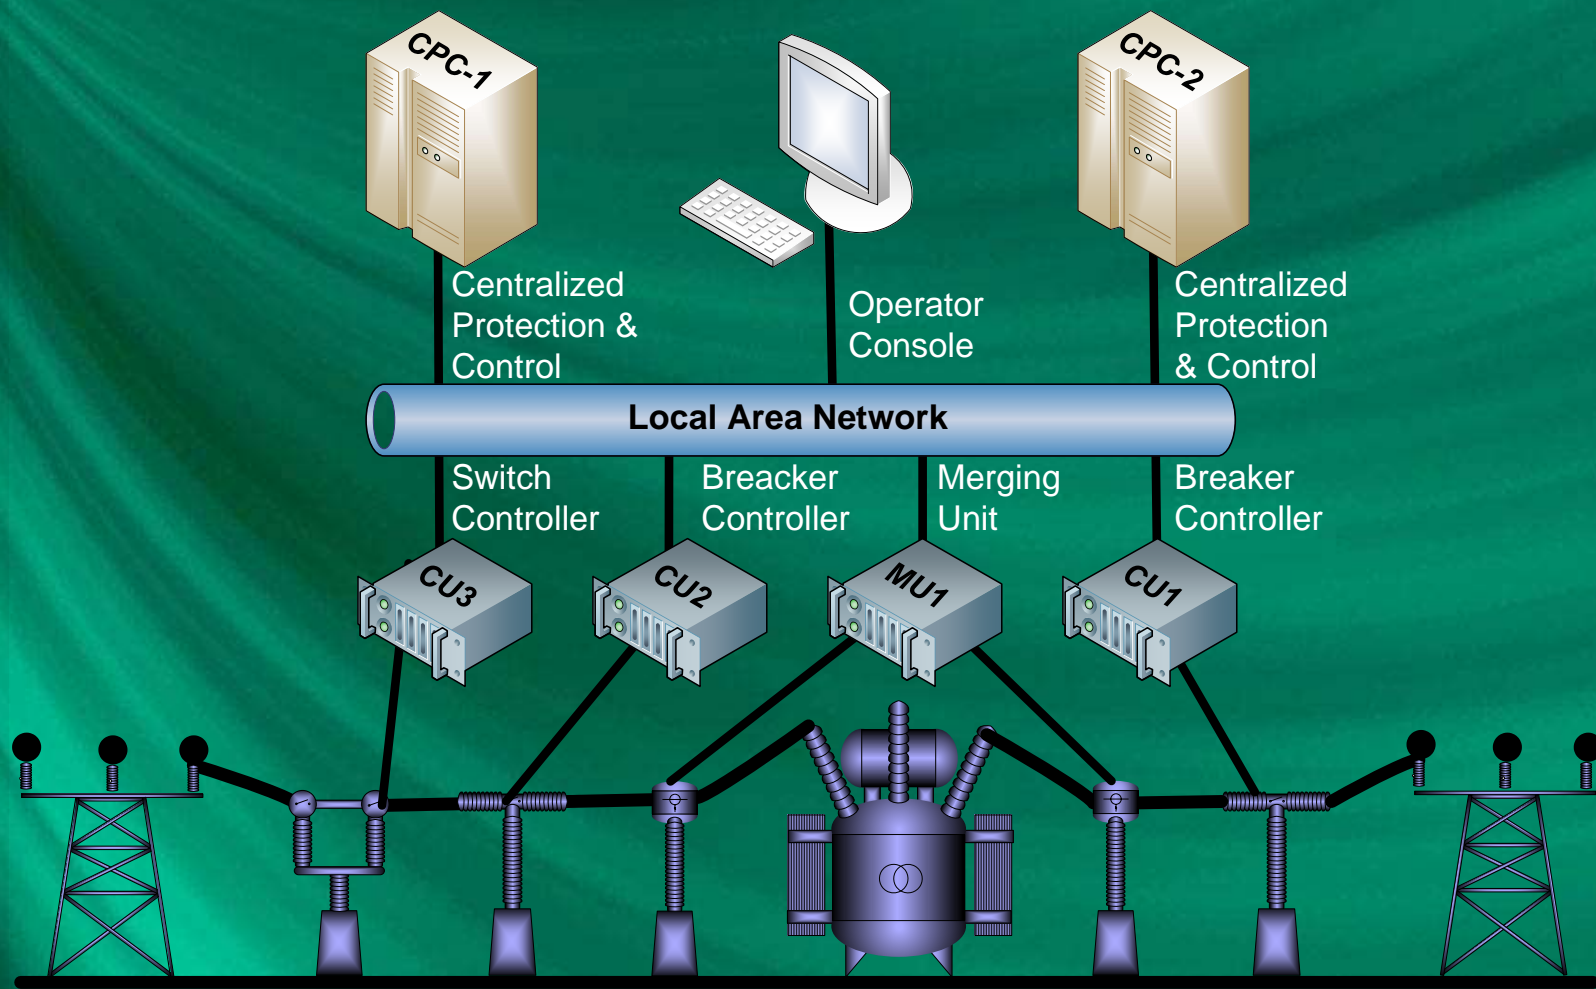 CPC-1
CPC-2
Centralized
Protection &
Control
Operator
Console
Centralized
Protection
& Control
Local Area Network
Switch
Controller
Breacker
Controller
Merging
Unit
Breaker
Controller
CU3
CU2
MU1
CU1